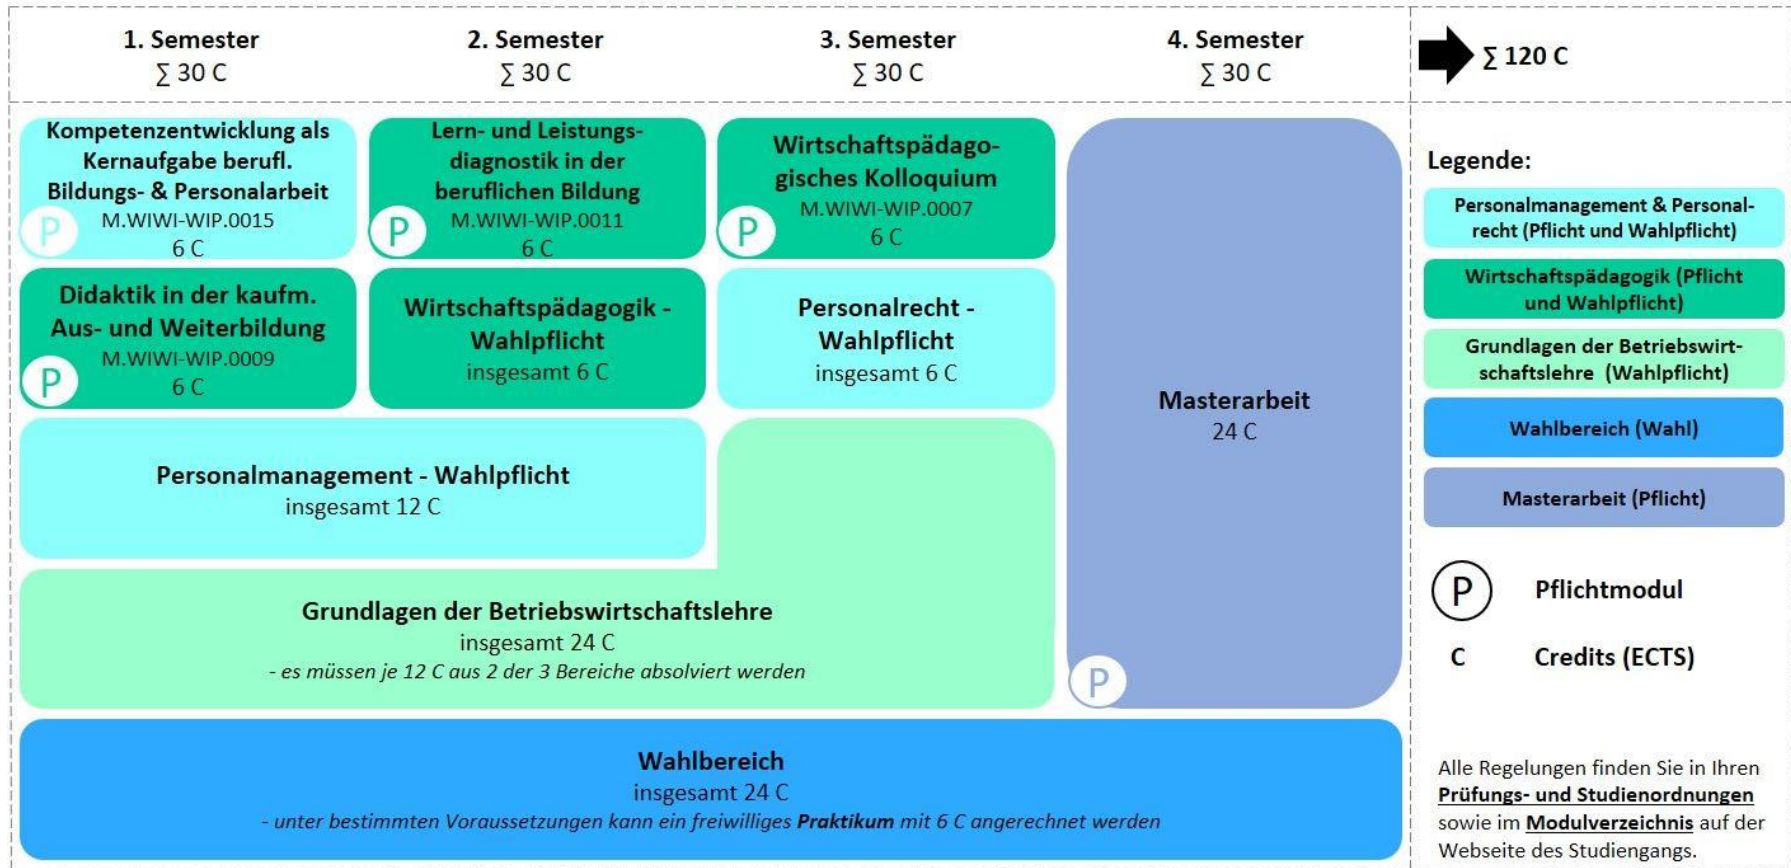 1. Semester
∑ 30 C
2. Semester
∑ 30 C
3. Semester
∑ 30 C
4. Semester
∑ 30 C
∑ 120 C
Kompetenzentwicklung als
Kernaufgabe berufl.
Bildungs- & Personalarbeit
M.WIWI-WIP.0015
6 C
P
Lern- und Leistungs-
diagnostik in der
beruflichen Bildung
M.WIWI-WIP.0011
6 C
P
Wirtschaftspädago-
gisches Kolloquium
M.WIWI-WIP.0007
6 C
P
Didaktik in der kaufm.
Aus- und Weiterbildung
M.WIWI-WIP.0009
6 C
P
Wirtschaftspädagogik -
Wahlpflicht
insgesamt 6 C
Personalrecht -
Wahlpflicht
insgesamt 6 C
Masterarbeit
24 C
P
Personalmanagement - Wahlpflicht
insgesamt 12 C
Grundlagen der Betriebswirtschaftslehre
insgesamt 24 C
- es müssen je 12 C aus 2 der 3 Bereiche absolviert werden
Wahlbereich
insgesamt 24 C
- unter bestimmten Voraussetzungen kann ein freiwilliges Praktikum mit 6 C angerechnet werden
Legende:
Personalmanagement & Personal-
recht (Pflicht und Wahlpflicht)
Wirtschaftspädagogik (Pflicht
und Wahlpflicht)
Grundlagen der Betriebswirt-
schaftslehre (Wahlpflicht)
Wahlbereich (Wahl)
Masterarbeit (Pflicht)
P Pflichtmodul
C Credits (ECTS)
Alle Regelungen finden Sie in Ihren
Prüfungs- und Studienordnungen
sowie im Modulverzeichnis auf der
Webseite des Studiengangs.